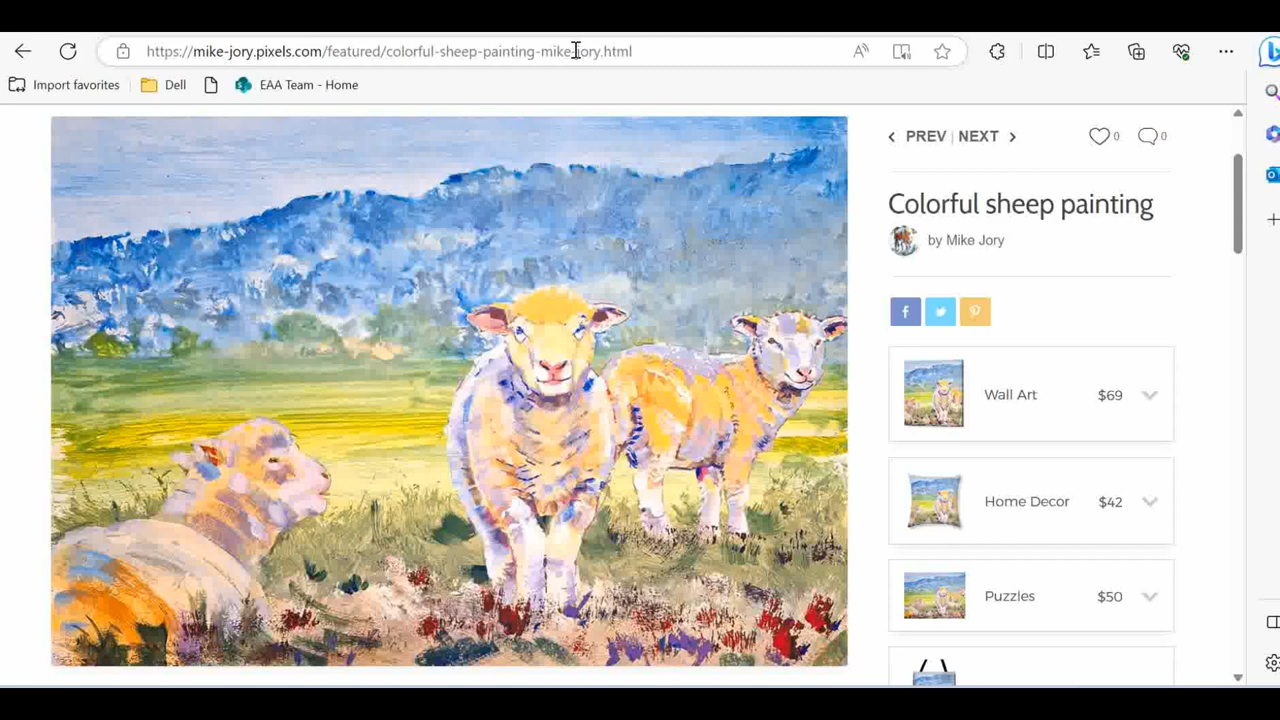 https://mike-jory.pixels.com/featured/colorful-sheep-painting-mike-jory.html
Import favorites Dell EAA Team - Home
PREV | NEXT 0 0
Colorful sheep painting
by Mike Jory
Wall Art $69
Home Decor $42
Puzzles $50